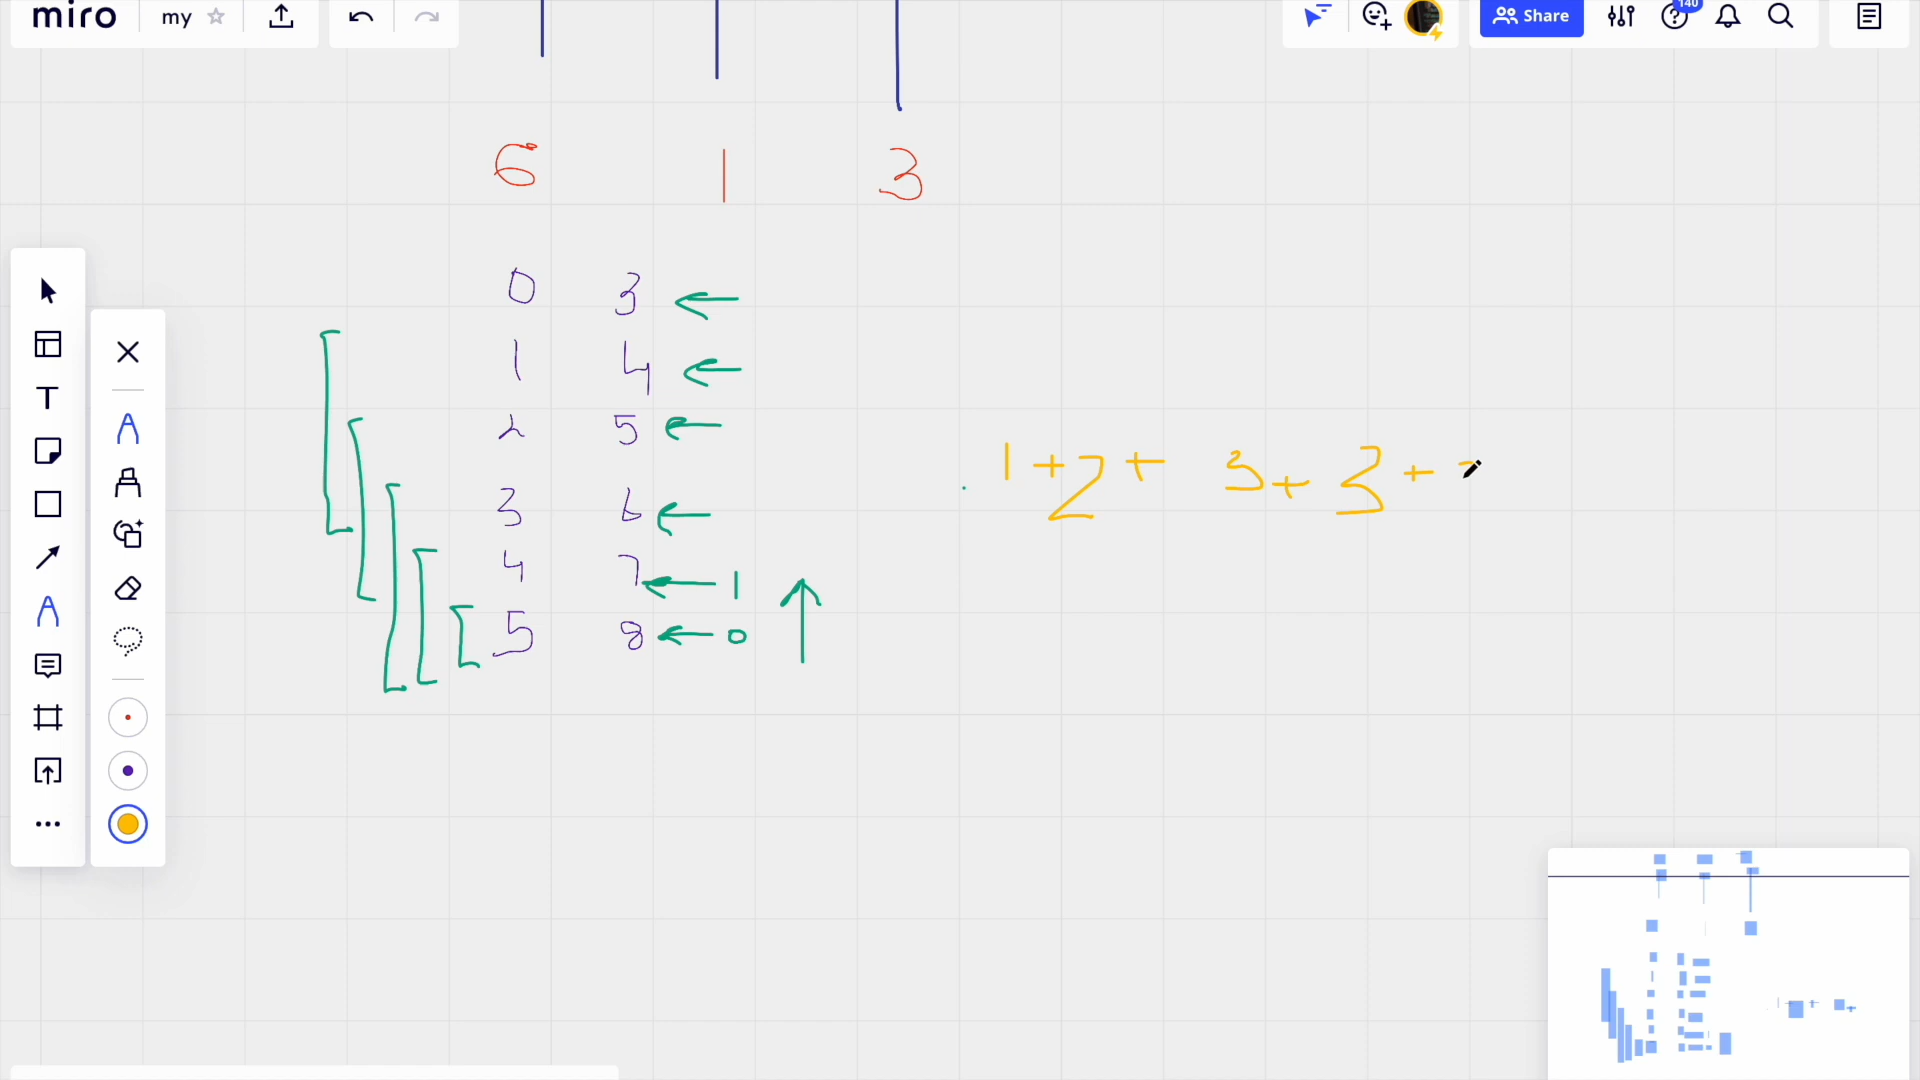 miro my Share 140
6 1 3
0 3
1 4
2 5
1 + 2 + 3 + 3 +
3 6
4 7 1
5 8 0
T